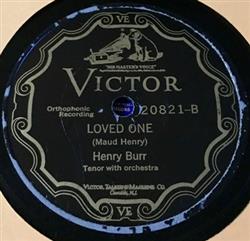 VE
"HIS MASTER'S VOICE"
VICTOR
Orthophonic
Recording
20821-B
LOVED ONE
(Maud Henry)
Henry Burr
Tenor with orchestra
VICTOR TALKING MACHINE CO.
Camden, N.J.
VE